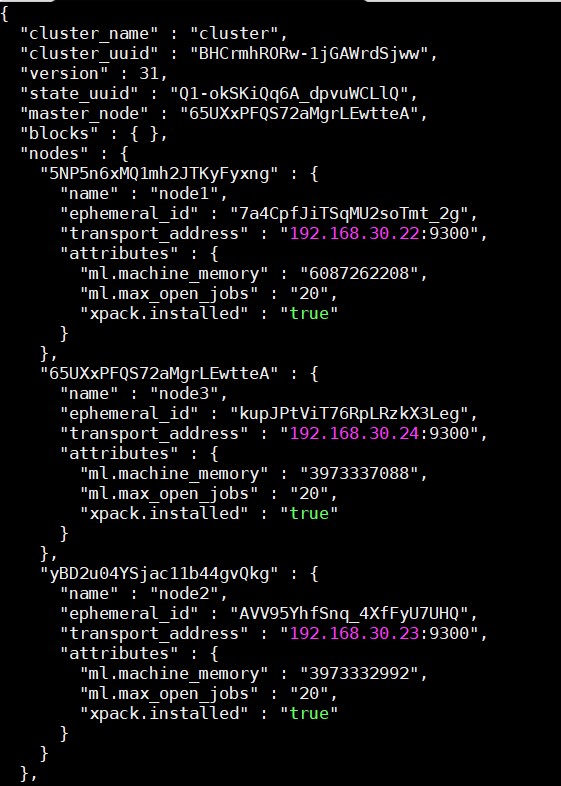 {
  "cluster_name" : "cluster",
  "cluster_uuid" : "BHCrmhRORw-1jGAWrdSjww",
  "version" : 31,
  "state_uuid" : "Q1-okSKiQq6A_dpvuWCLlQ",
  "master_node" : "65UXxPFQS72aMgrLEwtteA",
  "blocks" : { },
  "nodes" : {
    "5NP5n6xMQ1mh2JTKyFyxng" : {
      "name" : "node1",
      "ephemeral_id" : "7a4CpfJiTSqMU2soTmt_2g",
      "transport_address" : "192.168.30.22:9300",
      "attributes" : {
        "ml.machine_memory" : "6087262208",
        "ml.max_open_jobs" : "20",
        "xpack.installed" : "true"
      }
    },
    "65UXxPFQS72aMgrLEwtteA" : {
      "name" : "node3",
      "ephemeral_id" : "kupJPtViT76RpLRzkX3Leg",
      "transport_address" : "192.168.30.24:9300",
      "attributes" : {
        "ml.machine_memory" : "3973337088",
        "ml.max_open_jobs" : "20",
        "xpack.installed" : "true"
      }
    },
    "yBD2u04YSjac11b44gvQkg" : {
      "name" : "node2",
      "ephemeral_id" : "AVV95YhfSnq_4XfFyU7UHQ",
      "transport_address" : "192.168.30.23:9300",
      "attributes" : {
        "ml.machine_memory" : "3973332992",
        "ml.max_open_jobs" : "20",
        "xpack.installed" : "true"
      }
    }
  },